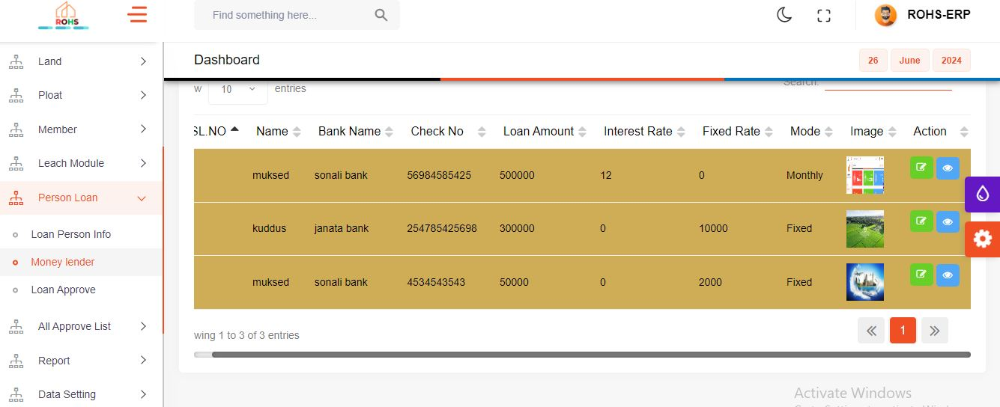 ROHS
Find something here...
ROHS-ERP
Dashboard
26 June 2024
Land
Ploat
Member
Leach Module
Person Loan
Loan Person Info
Money lender
Loan Approve
All Approve List
Report
Data Setting
w 10 entries
Search:
SL.NO Name Bank Name Check No Loan Amount Interest Rate Fixed Rate Mode Image Action
muksed sonali bank 56984585425 500000 12 0 Monthly
kuddus janata bank 254785425698 300000 0 10000 Fixed
muksed sonali bank 4534543543 50000 0 2000 Fixed
wing 1 to 3 of 3 entries
« 1 »
Activate Windows